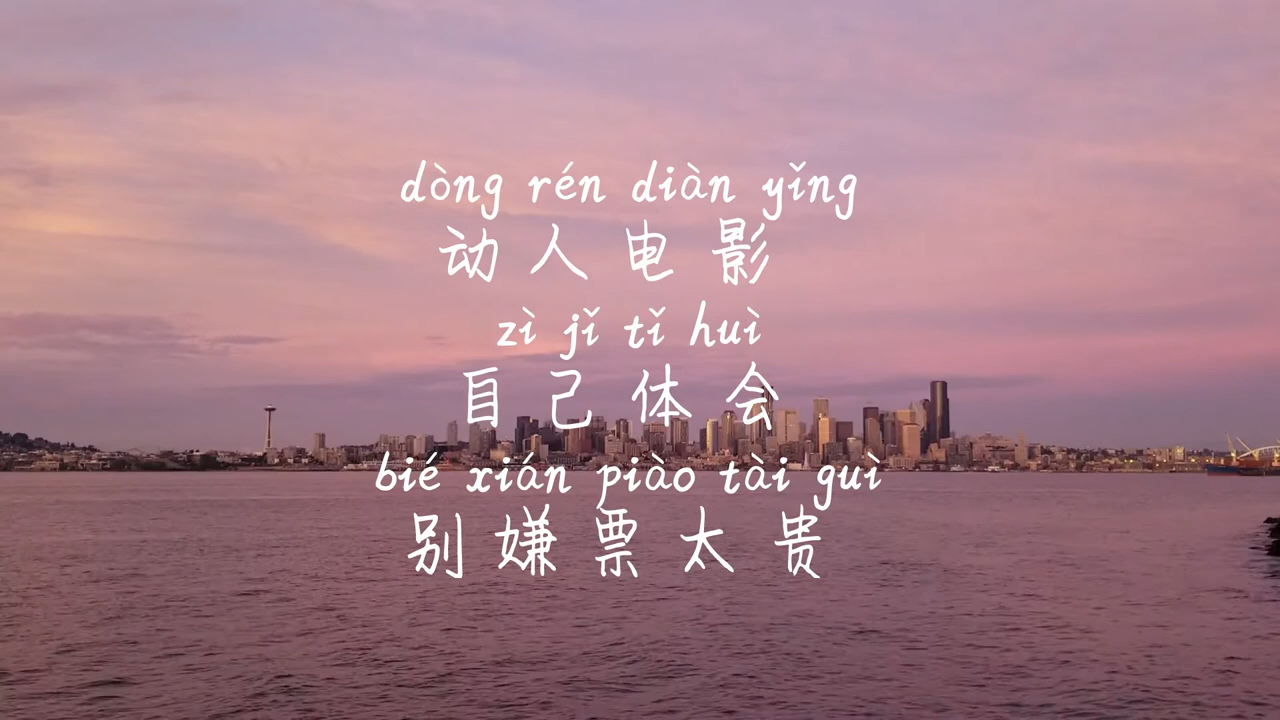 dòng rén diàn yǐng
动人电影
zì jǐ tǐ huì
自己体会
bié xián piào tài guì
别嫌票太贵